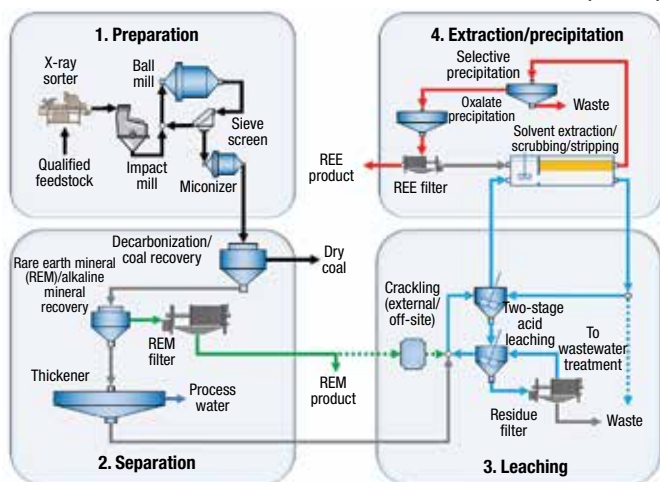 1. Preparation
X-ray
sorter
Ball
mill
Sieve
screen
Qualified
feedstock
Impact
mill
Miconizer
4. Extraction/precipitation
Selective
precipitation
Oxalate
precipitation
Waste
Solvent extraction/
scrubbing/stripping
REE
product
REE filter
Decarbonization/
coal recovery
Dry
coal
Rare earth mineral
(REM)/alkaline
mineral
recovery
REM
filter
Thickener
Process
water
REM
product
2. Separation
Crackling
(external/
off-site)
Two-stage
acid
leaching
To
wastewater
treatment
Residue
filter
Waste
3. Leaching